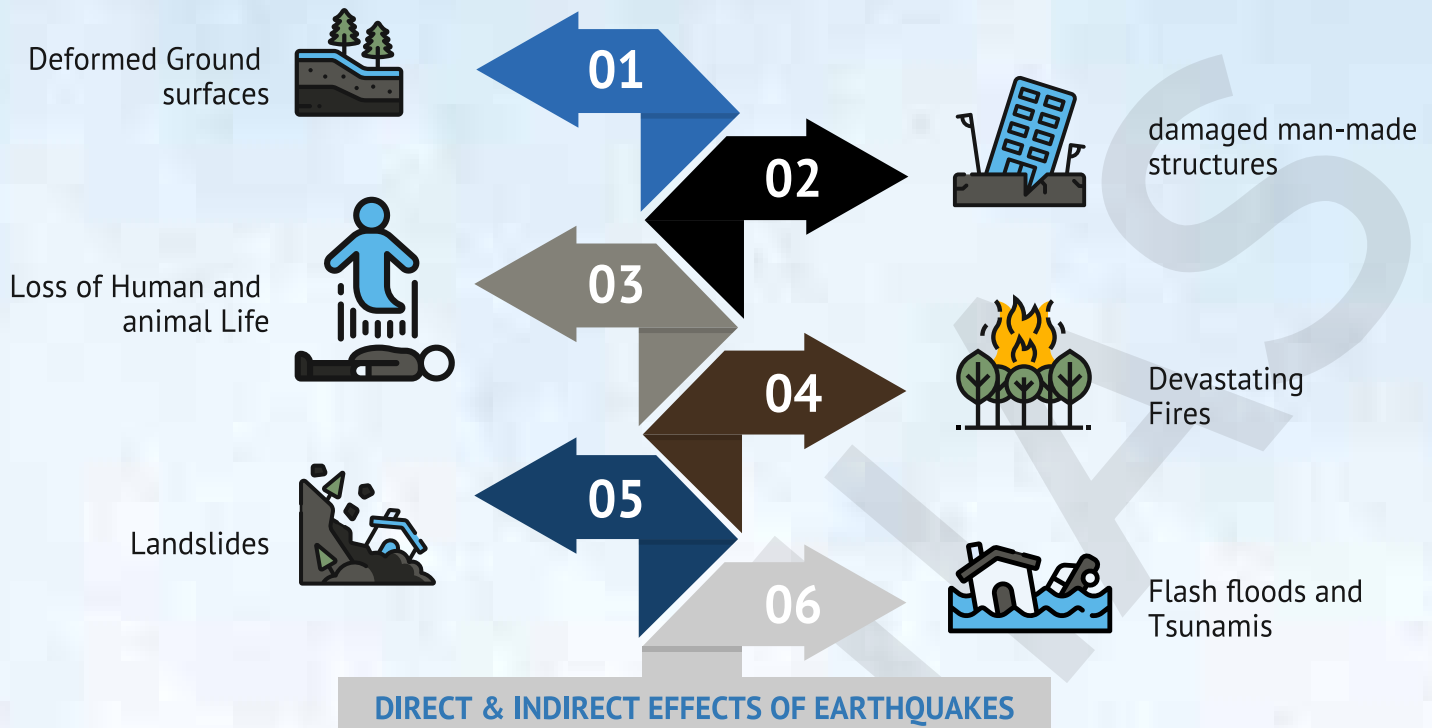 01
Deformed Ground
surfaces
02
damaged man-made
structures
03
Loss of Human and
animal Life
04
Devastating
Fires
05
Landslides
06
Flash floods and
Tsunamis
DIRECT & INDIRECT EFFECTS OF EARTHQUAKES